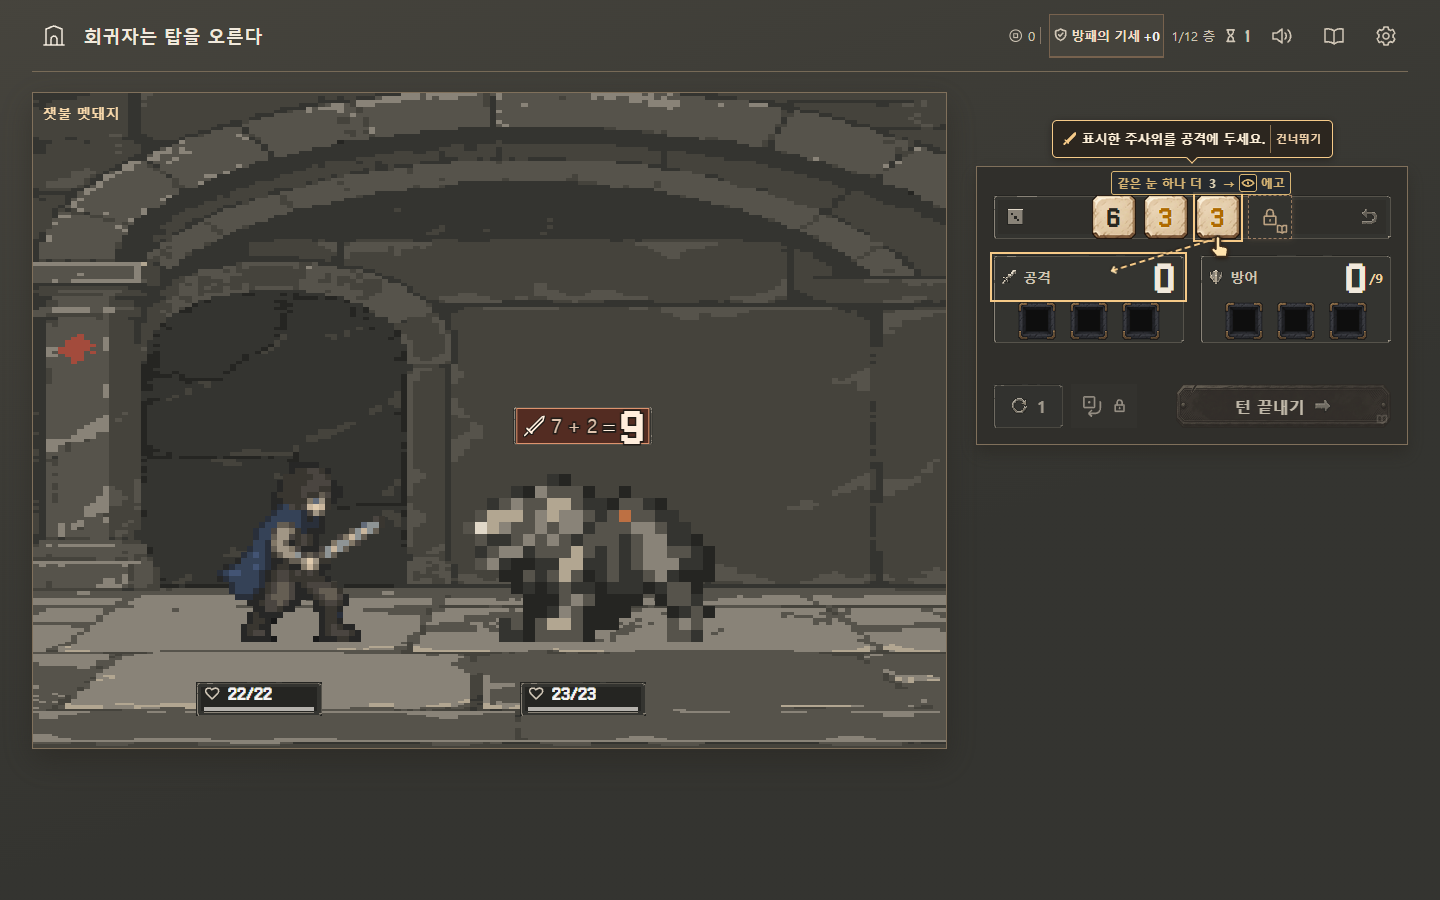 회귀자는 탑을 오른다
0
방패의 기세 +0
1/12 층
1
잿불 멧돼지
표시한 주사위를 공격에 두세요.
건너뛰기
같은 눈 하나 더 3 → 예고
6 3 3
공격 0
방어 0/9
1
턴 끝내기
7 + 2 = 9
22/22
23/23